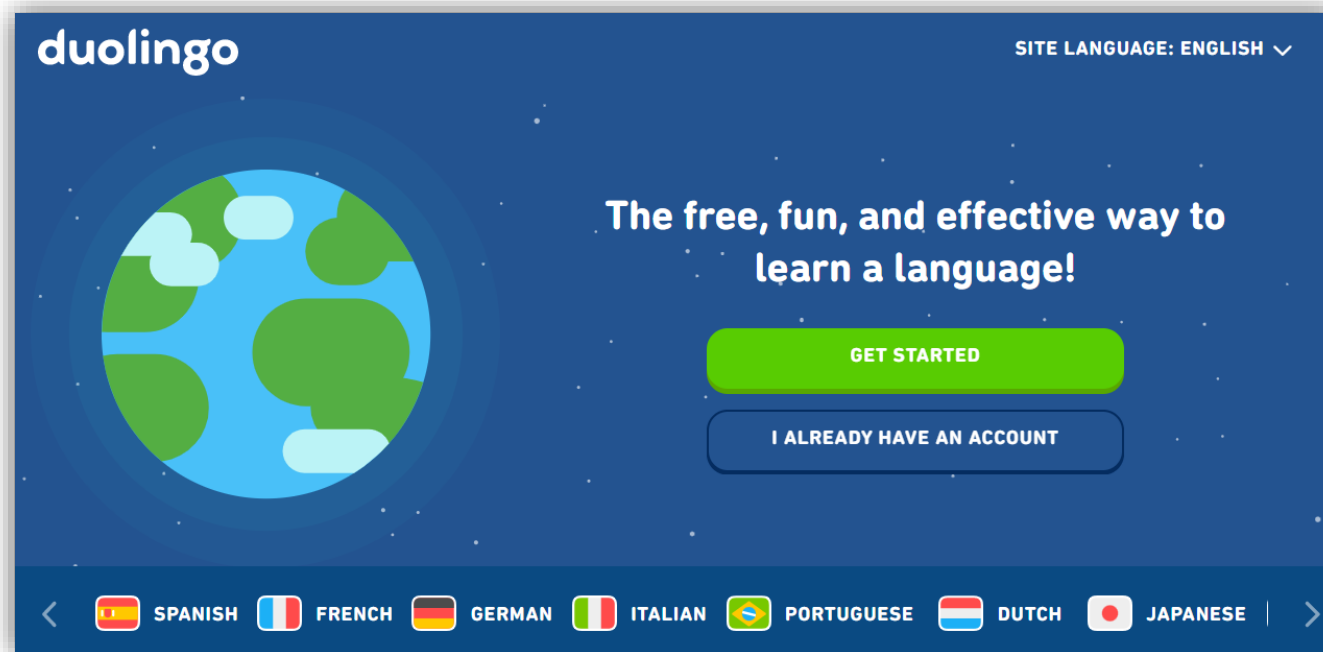 duolingo
SITE LANGUAGE: ENGLISH
The free, fun, and effective way to
learn a language!
GET STARTED
I ALREADY HAVE AN ACCOUNT
SPANISH FRENCH GERMAN ITALIAN PORTUGUESE DUTCH JAPANESE